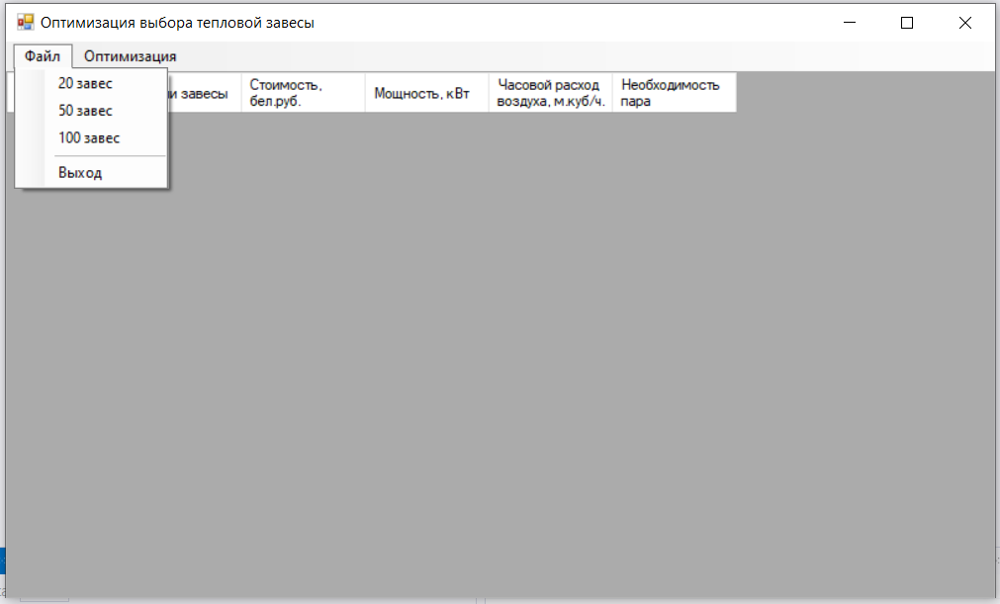 Оптимизация выбора тепловой завесы
Файл Оптимизация
20 завес
50 завес
100 завес
Выход
завесы
Стоимость,
бел.руб.
Мощность, кВт
Часовой расход
воздуха, м.куб/ч.
Необходимость
пара